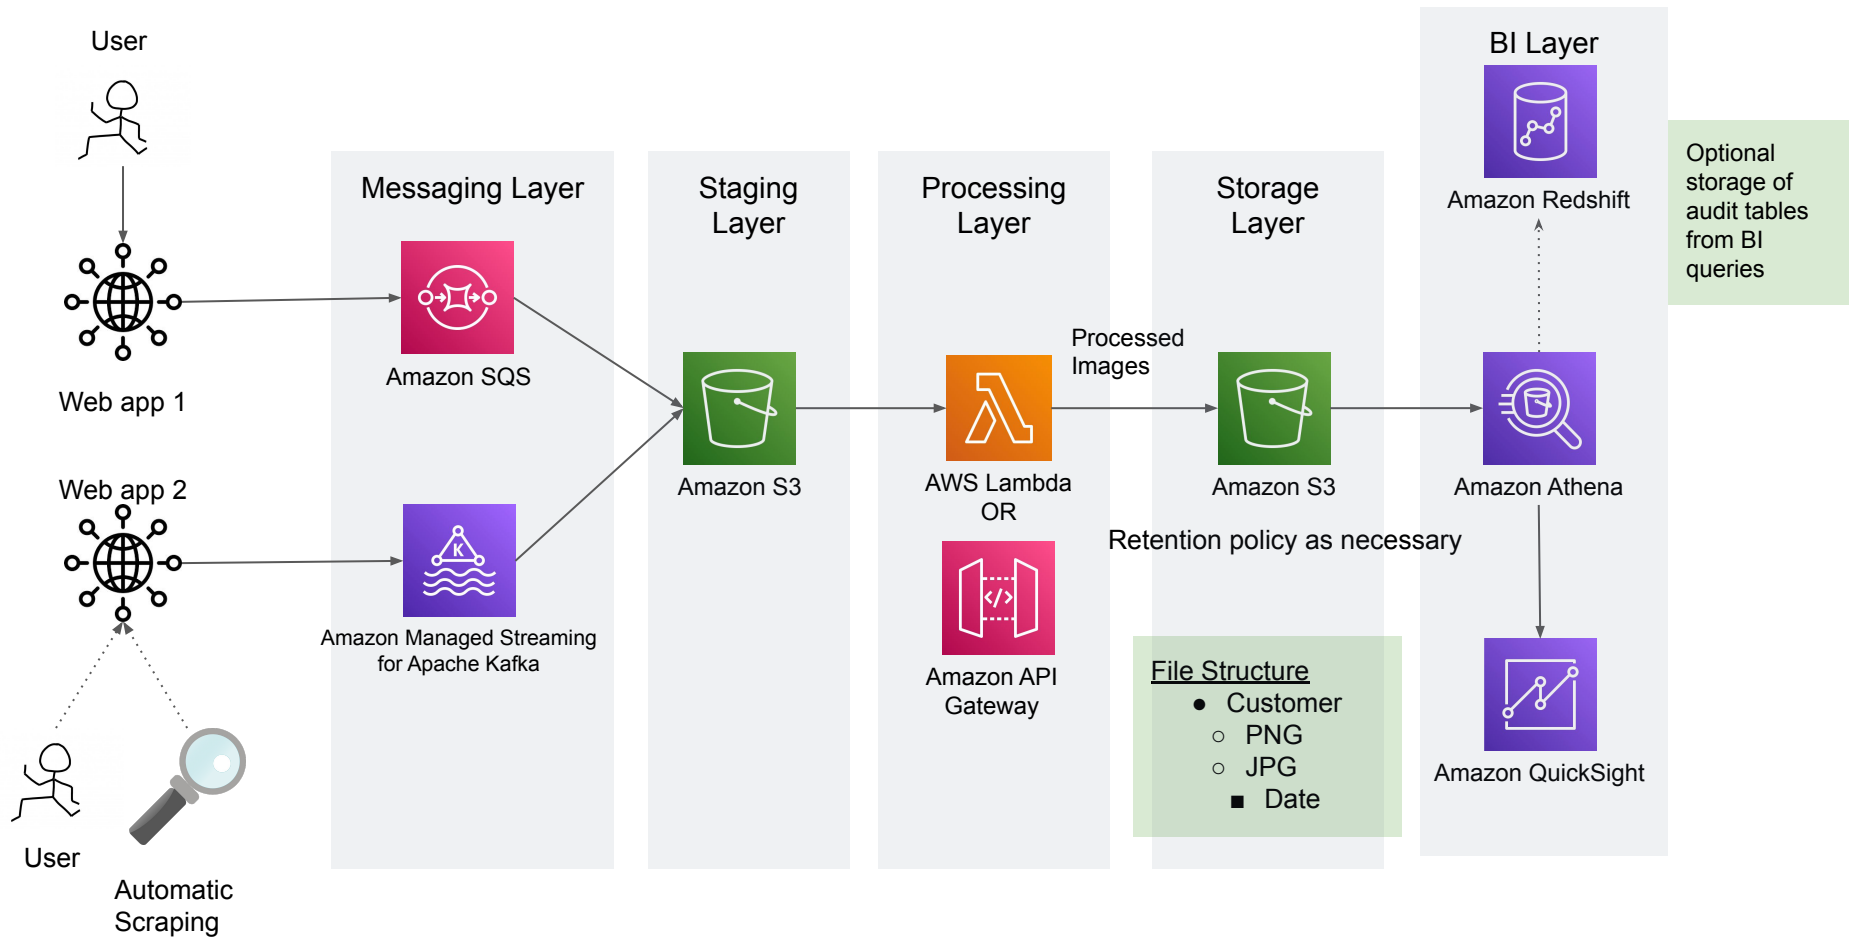 User
Web app 1
Web app 2
User
Automatic
Scraping
Messaging Layer
Amazon SQS
K
Amazon Managed Streaming
for Apache Kafka
Staging
Layer
Amazon S3
Processing
Layer
AWS Lambda
OR
</>
Amazon API
Gateway
Processed
Images
Storage
Layer
Amazon S3
Retention policy as necessary
File Structure
● Customer
○ PNG
○ JPG
■ Date
BI Layer
Amazon Redshift
Amazon Athena
Amazon QuickSight
Optional
storage of
audit tables
from BI
queries